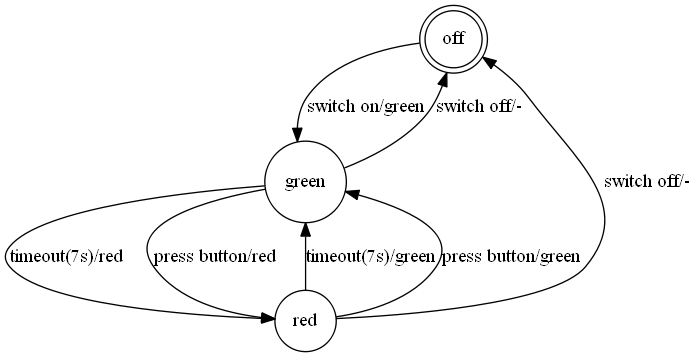 off
switch on/green
switch off/-
switch off/-
green
timeout(7s)/red
press button/red
timeout(7s)/green
press button/green
red